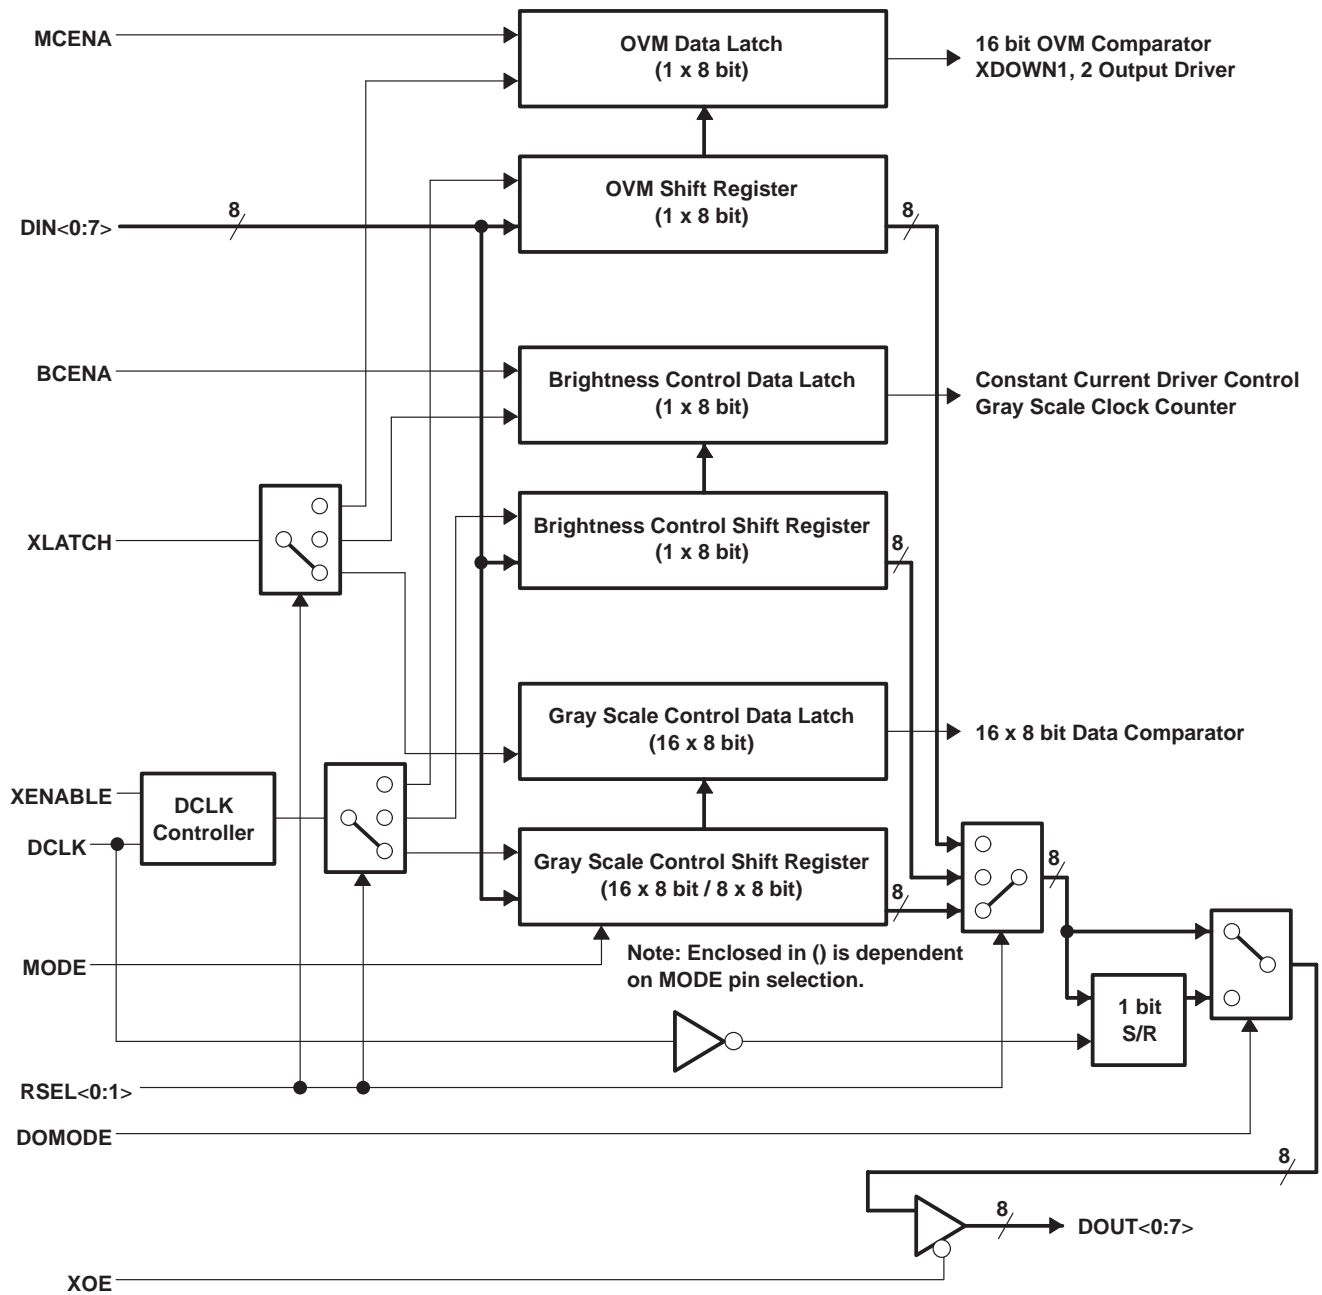 MCENA
OVM Data Latch
(1 x 8 bit)
16 bit OVM Comparator
XDOWN1, 2 Output Driver
DIN<0:7>
8
OVM Shift Register
(1 x 8 bit)
8
BCENA
Brightness Control Data Latch
(1 x 8 bit)
Constant Current Driver Control
Gray Scale Clock Counter
XLATCH
Brightness Control Shift Register
(1 x 8 bit)
8
Gray Scale Control Data Latch
(16 x 8 bit)
16 x 8 bit Data Comparator
XENABLE
DCLK
DCLK
Controller
Gray Scale Control Shift Register
(16 x 8 bit / 8 x 8 bit)
8
8
MODE
Note: Enclosed in () is dependent
on MODE pin selection.
1 bit
S/R
RSEL<0:1>
DOMODE
8
8
DOUT<0:7>
XOE